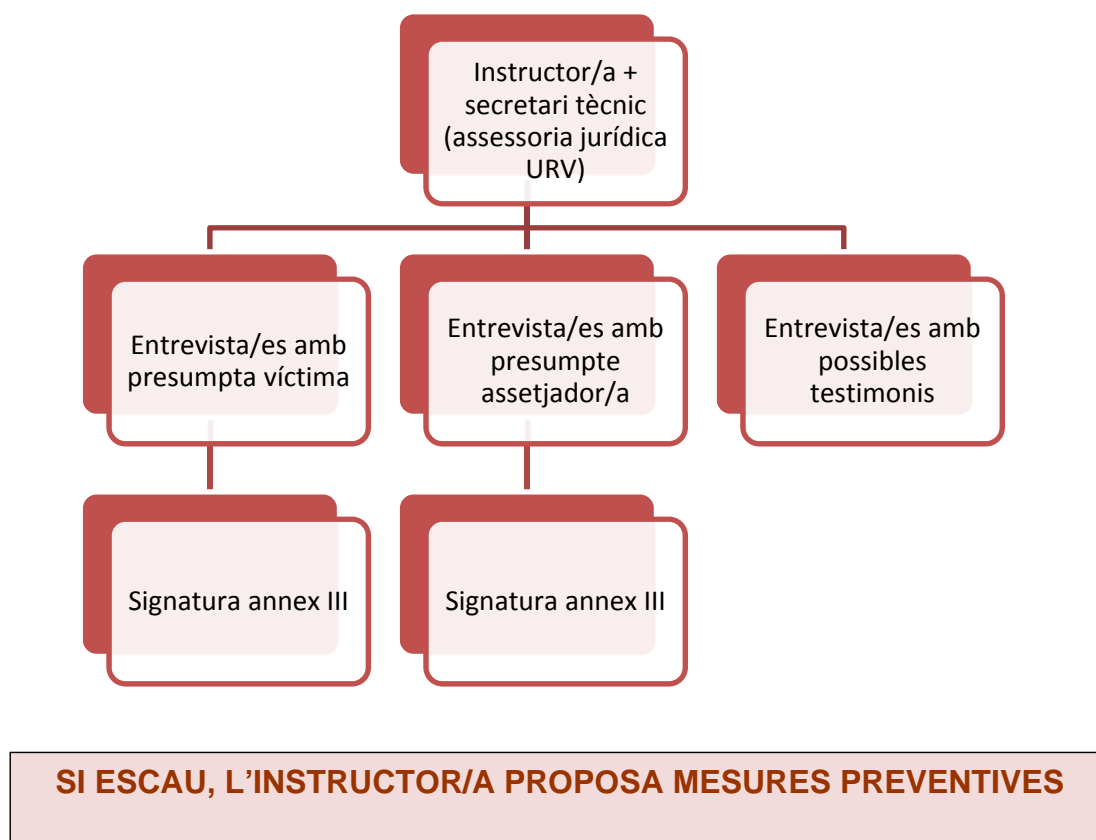 Instructor/a +
secretari tècnic
(assessoria jurídica
URV)
Entrevista/es amb
presumpta víctima
Entrevista/es amb
presumpte
assetjador/a
Entrevista/es amb
possibles
testimonis
Signatura annex III
Signatura annex III
SI ESCAU, L’INSTRUCTOR/A PROPOSA MESURES PREVENTIVES